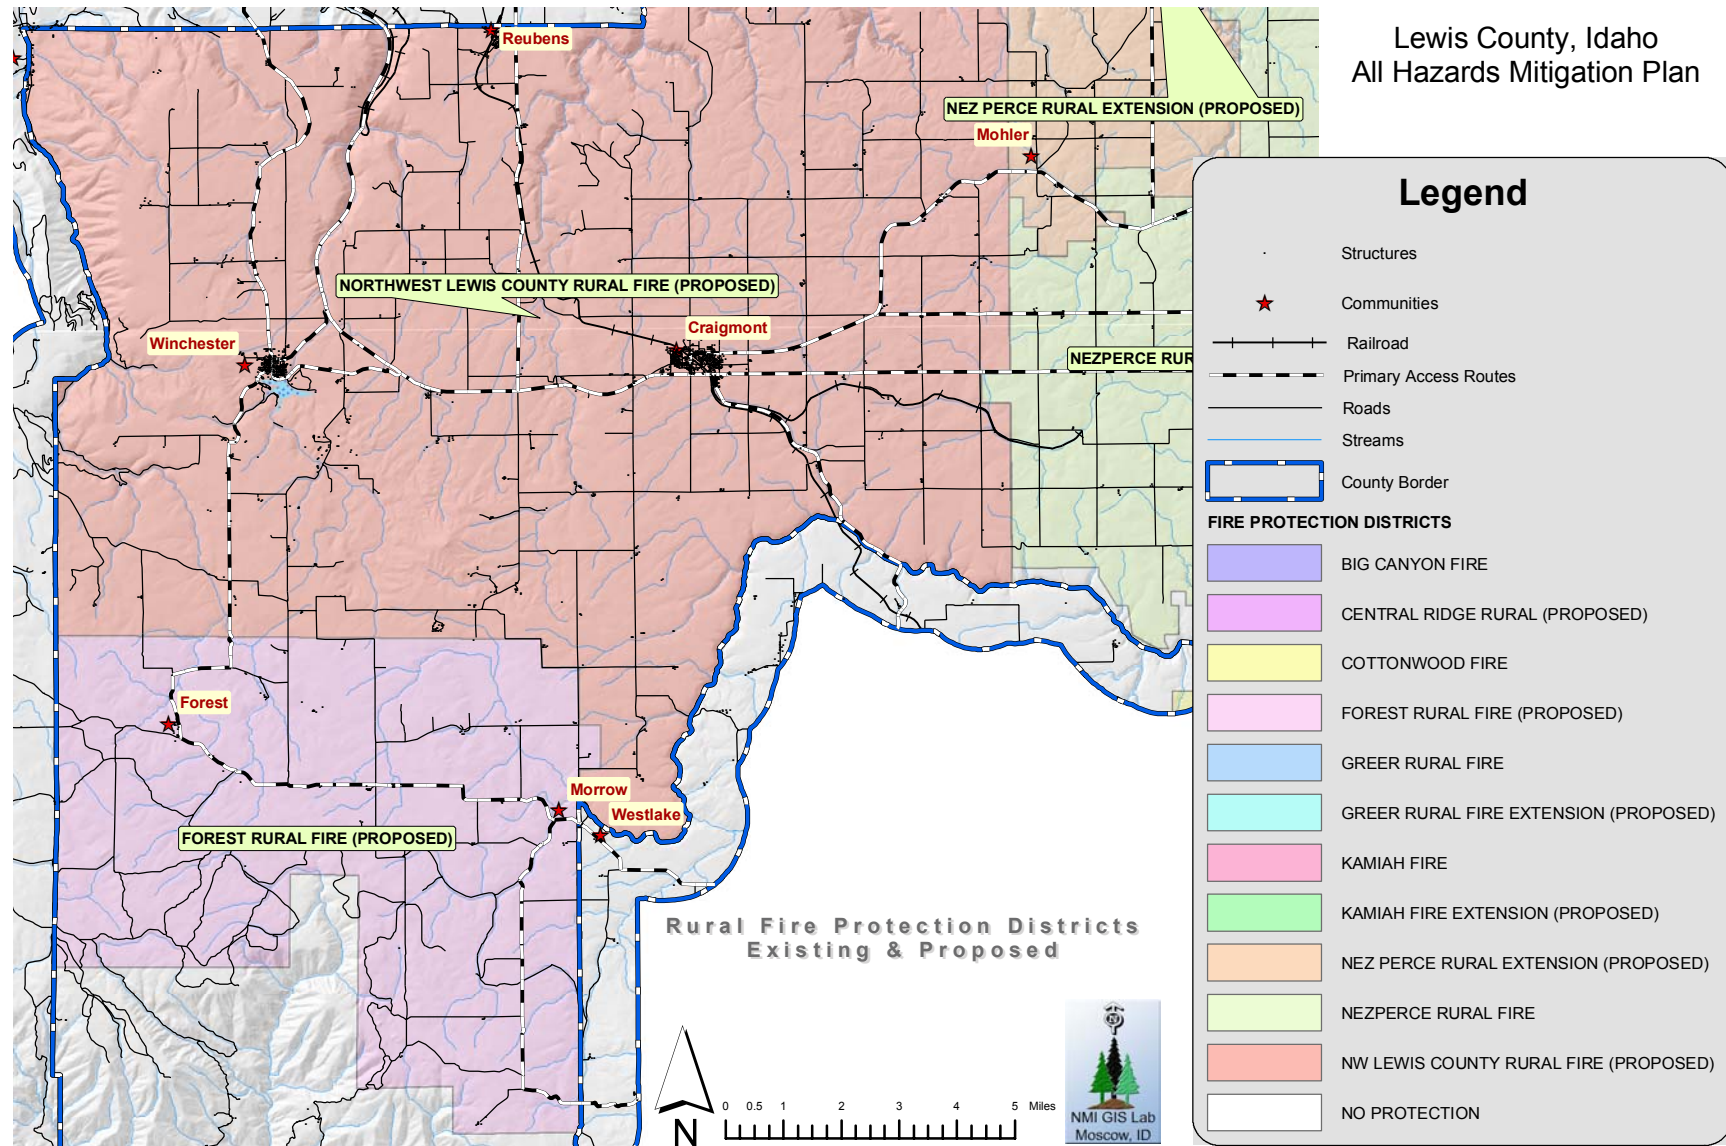 Lewis County, Idaho
All Hazards Mitigation Plan
Reubens
NEZ PERCE RURAL EXTENSION (PROPOSED)
Mohler
NORTHWEST LEWIS COUNTY RURAL FIRE (PROPOSED)
Craigmont
Winchester
NEZPERCE RUR
Forest
Morrow
Westlake
FOREST RURAL FIRE (PROPOSED)
Rural Fire Protection Districts
Existing & Proposed
N
0 0.5 1 2 3 4 5 Miles
NMI GIS Lab
Moscow, ID
Legend
Structures
Communities
Railroad
Primary Access Routes
Roads
Streams
County Border
FIRE PROTECTION DISTRICTS
BIG CANYON FIRE
CENTRAL RIDGE RURAL (PROPOSED)
COTTONWOOD FIRE
FOREST RURAL FIRE (PROPOSED)
GREER RURAL FIRE
GREER RURAL FIRE EXTENSION (PROPOSED)
KAMIAH FIRE
KAMIAH FIRE EXTENSION (PROPOSED)
NEZ PERCE RURAL EXTENSION (PROPOSED)
NEZPERCE RURAL FIRE
NW LEWIS COUNTY RURAL FIRE (PROPOSED)
NO PROTECTION